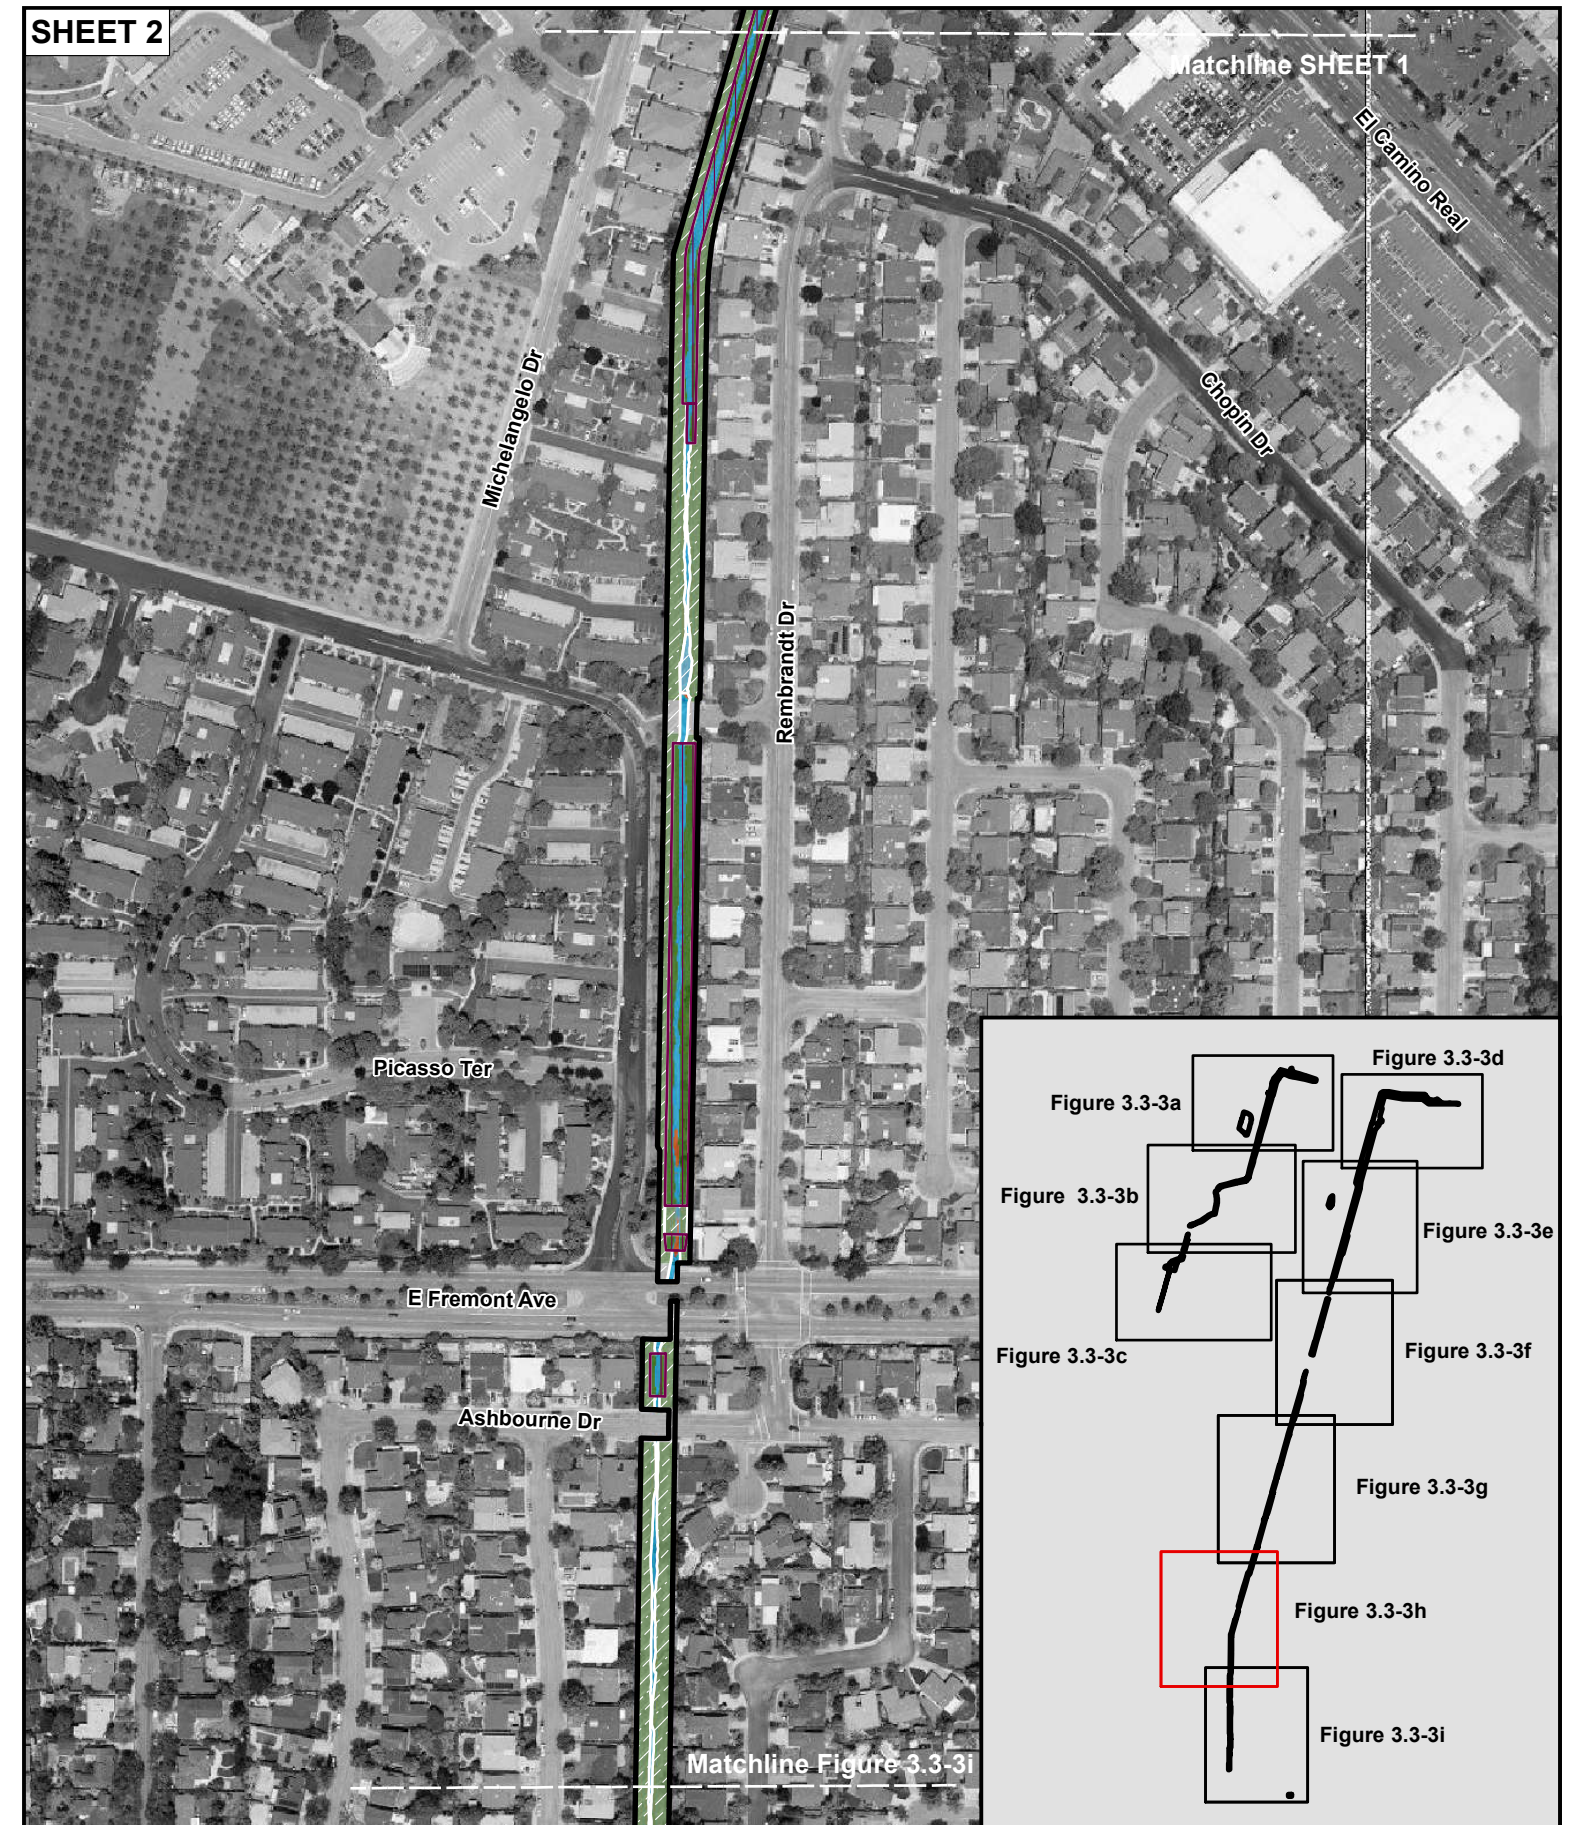 SHEET 2
Matchline SHEET 1
El Camino Real
Michelangelo Dr
Chopin Dr
Rembrandt Dr
Picasso Ter
E Fremont Ave
Ashbourne Dr
Matchline Figure 3.3-3i
Figure 3.3-3d
Figure 3.3-3a
Figure 3.3-3b
Figure 3.3-3e
Figure 3.3-3c
Figure 3.3-3f
Figure 3.3-3g
Figure 3.3-3h
Figure 3.3-3i